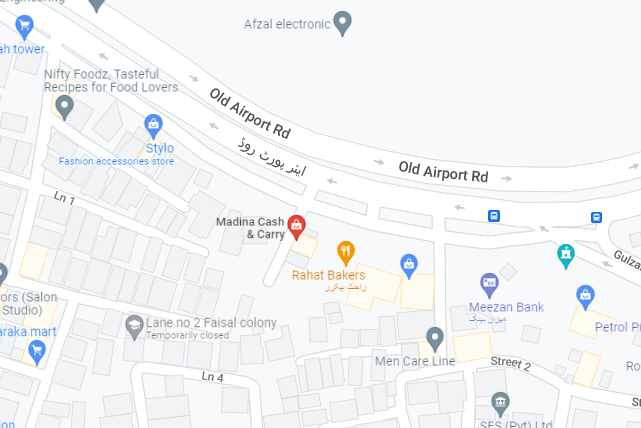 Afzal electronic
ah tower
Nifty Foodz, Tasteful
Recipes for Food Lovers
Old Airport Rd
Stylo
Fashion accessories store
ایئر پورٹ روڈ
Old Airport Rd
Ln 1
Madina Cash
& Carry
Gulza
Rahat Bakers
راحت بیکرز
ors (Salon
Studio)
Meezan Bank
میزان بینک
Lane no 2 Faisal colony
Temporarily closed
araka mart
Petrol Pu
Men Care Line
Street 2
Ro
Ln 4
St
SES (Pvt) Ltd
ion